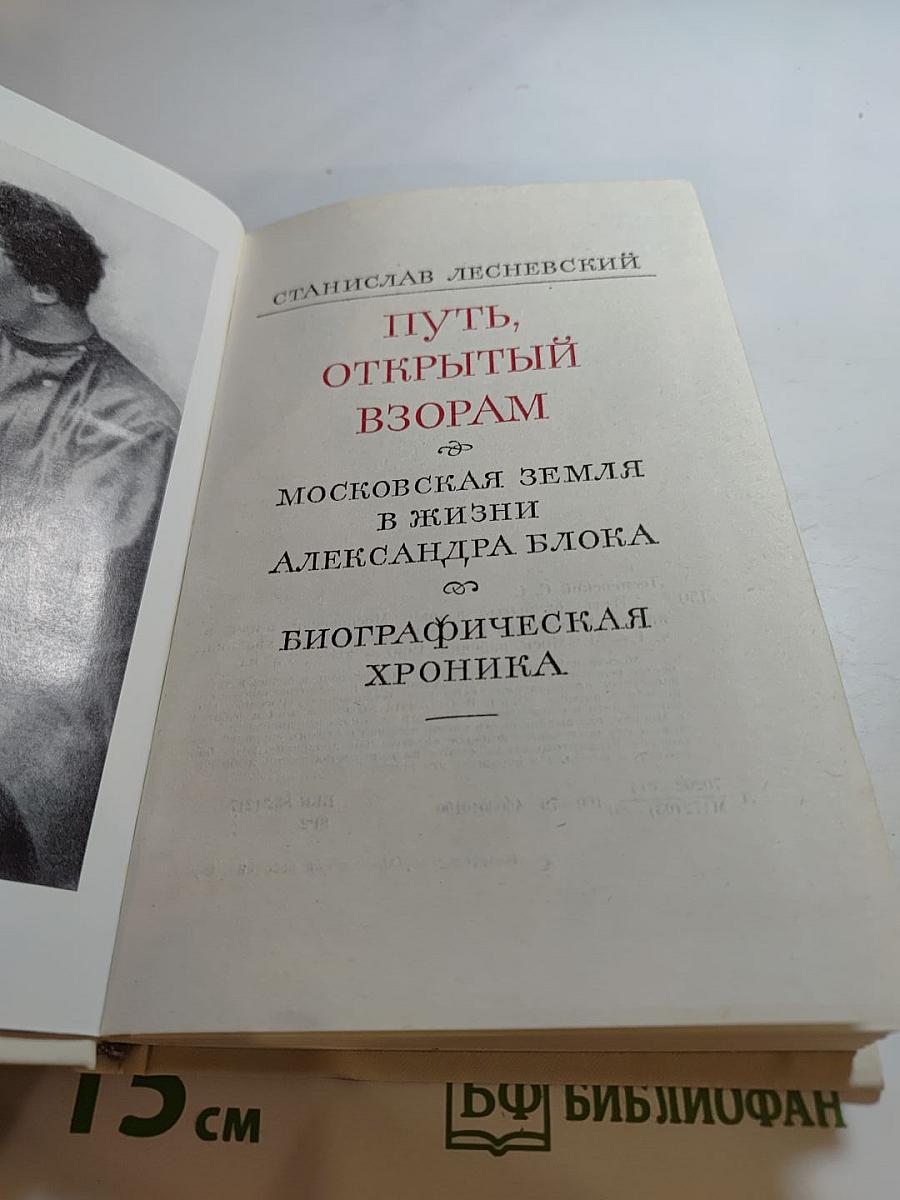 СТАНИСЛАВ ЛЕСНЕВСКИЙ
ПУТЬ,
ОТКРЫТЫЙ
ВЗОРАМ
МОСКОВСКАЯ ЗЕМЛЯ
В ЖИЗНИ
АЛЕКСАНДРА БЛОКА
БИОГРАФИЧЕСКАЯ
ХРОНИКА
15 см
БФ БИБЛИОФАН